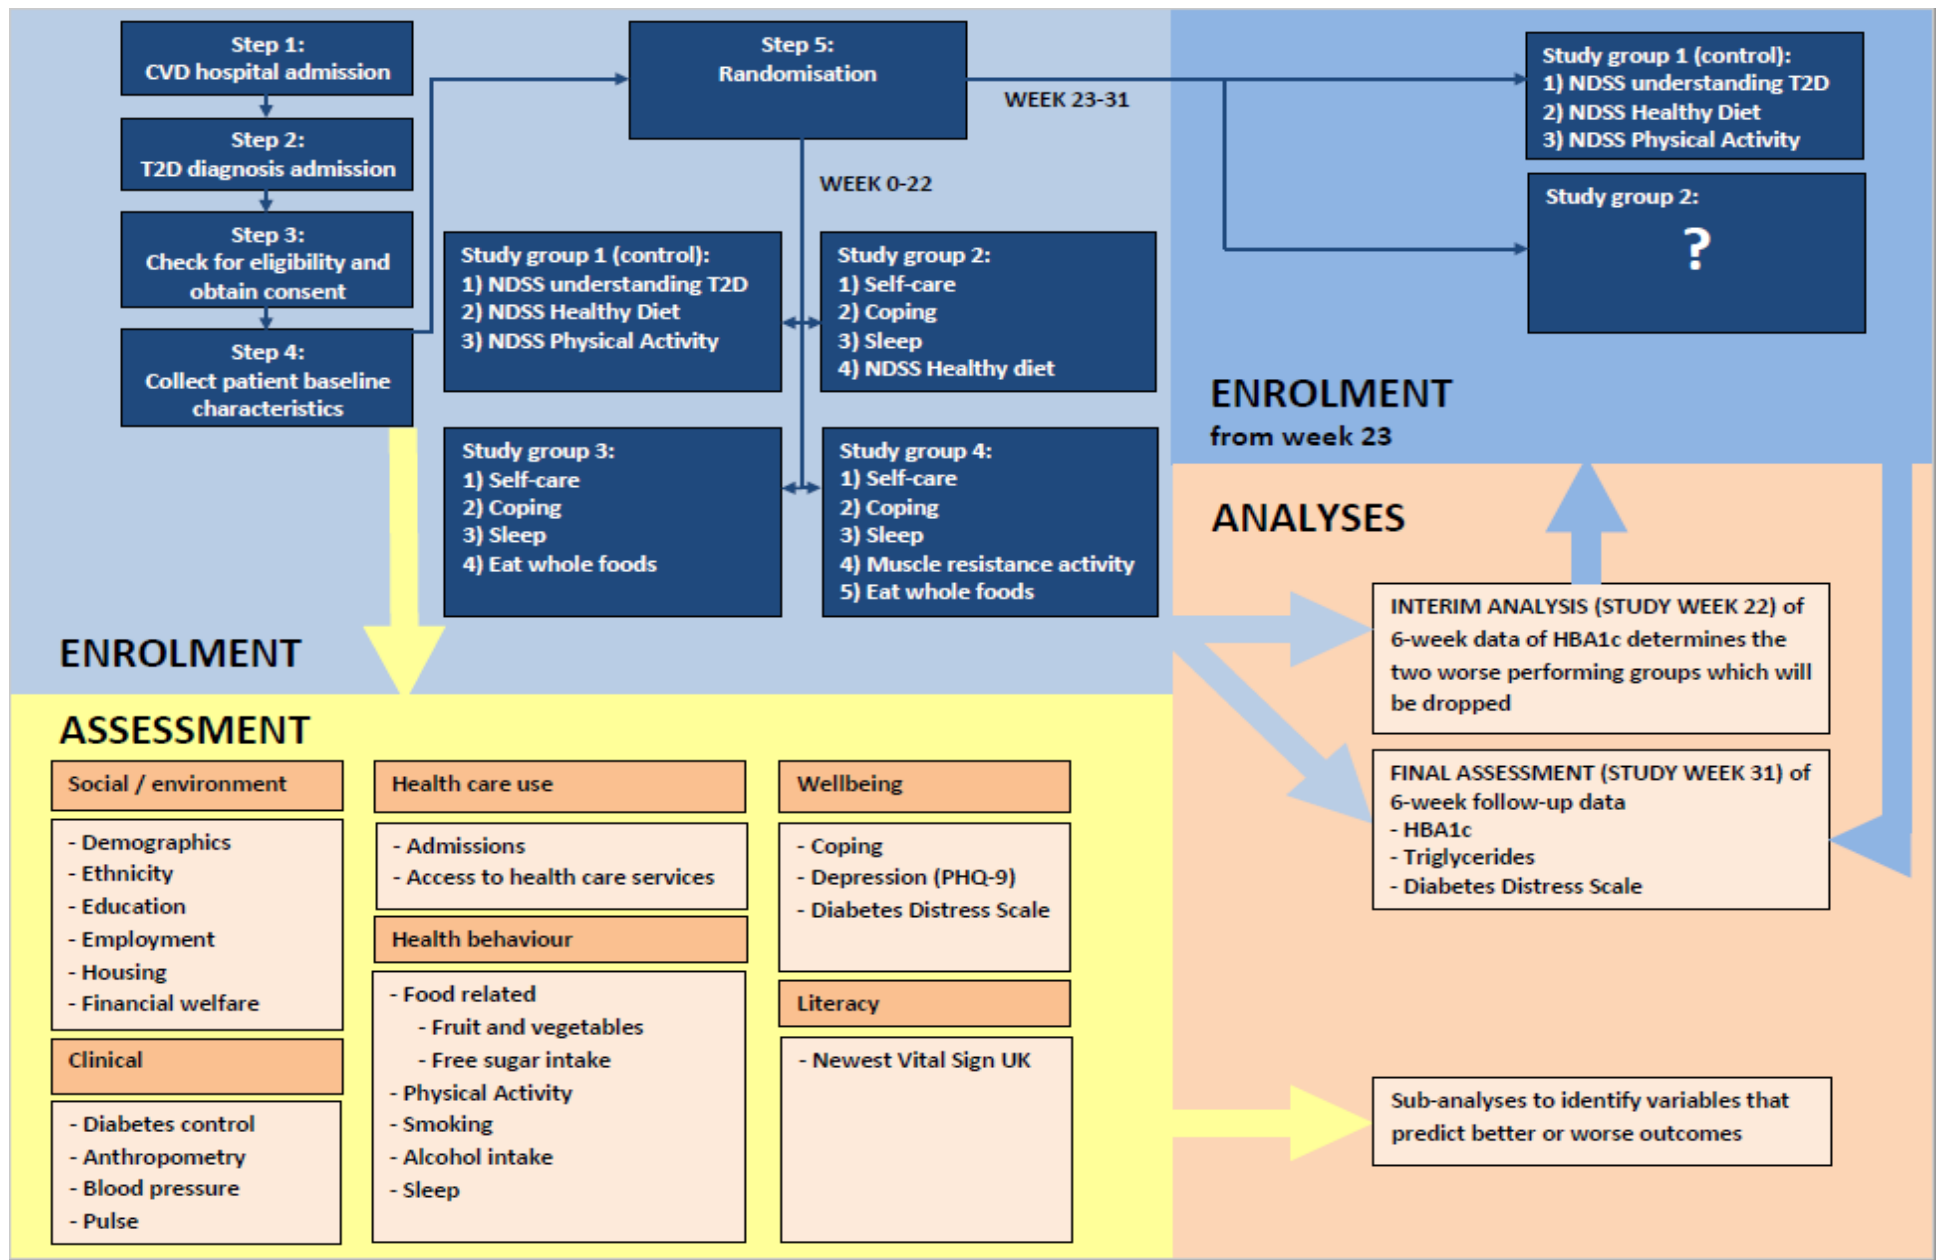 Step 1:
CVD hospital admission
Step 2:
T2D diagnosis admission
Step 3:
Check for eligibility and
obtain consent
Step 4:
Collect patient baseline
characteristics
Step 5:
Randomisation
WEEK 23-31
WEEK 0-22
Study group 1 (control):
1) NDSS understanding T2D
2) NDSS Healthy Diet
3) NDSS Physical Activity
Study group 2:
1) Self-care
2) Coping
3) Sleep
4) NDSS Healthy diet
Study group 3:
1) Self-care
2) Coping
3) Sleep
4) Eat whole foods
Study group 4:
1) Self-care
2) Coping
3) Sleep
4) Muscle resistance activity
5) Eat whole foods
ENROLMENT
Study group 1 (control):
1) NDSS understanding T2D
2) NDSS Healthy Diet
3) NDSS Physical Activity
Study group 2:
?
ENROLMENT
from week 23
ASSESSMENT
Social / environment
- Demographics
- Ethnicity
- Education
- Employment
- Housing
- Financial welfare
Clinical
- Diabetes control
- Anthropometry
- Blood pressure
- Pulse
Health care use
- Admissions
- Access to health care services
Health behaviour
- Food related
- Fruit and vegetables
- Free sugar intake
- Physical Activity
- Smoking
- Alcohol intake
- Sleep
Wellbeing
- Coping
- Depression (PHQ-9)
- Diabetes Distress Scale
Literacy
- Newest Vital Sign UK
ANALYSES
INTERIM ANALYSIS (STUDY WEEK 22) of
6-week data of HBA1c determines the
two worse performing groups which will
be dropped
FINAL ASSESSMENT (STUDY WEEK 31) of
6-week follow-up data
- HBA1c
- Triglycerides
- Diabetes Distress Scale
Sub-analyses to identify variables that
predict better or worse outcomes